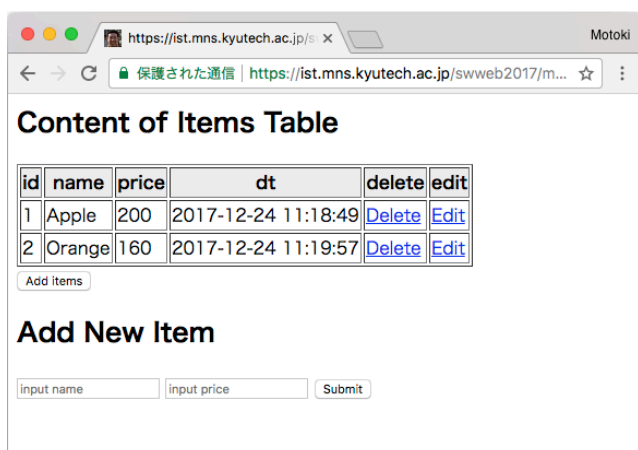 https://ist.mns.kyutech.ac.jp/s
Motoki
保護された通信 | https://ist.mns.kyutech.ac.jp/swweb2017/m...
Content of Items Table
id name price dt delete edit
1 Apple 200 2017-12-24 11:18:49 Delete Edit
2 Orange 160 2017-12-24 11:19:57 Delete Edit
Add items
Add New Item
input name input price Submit